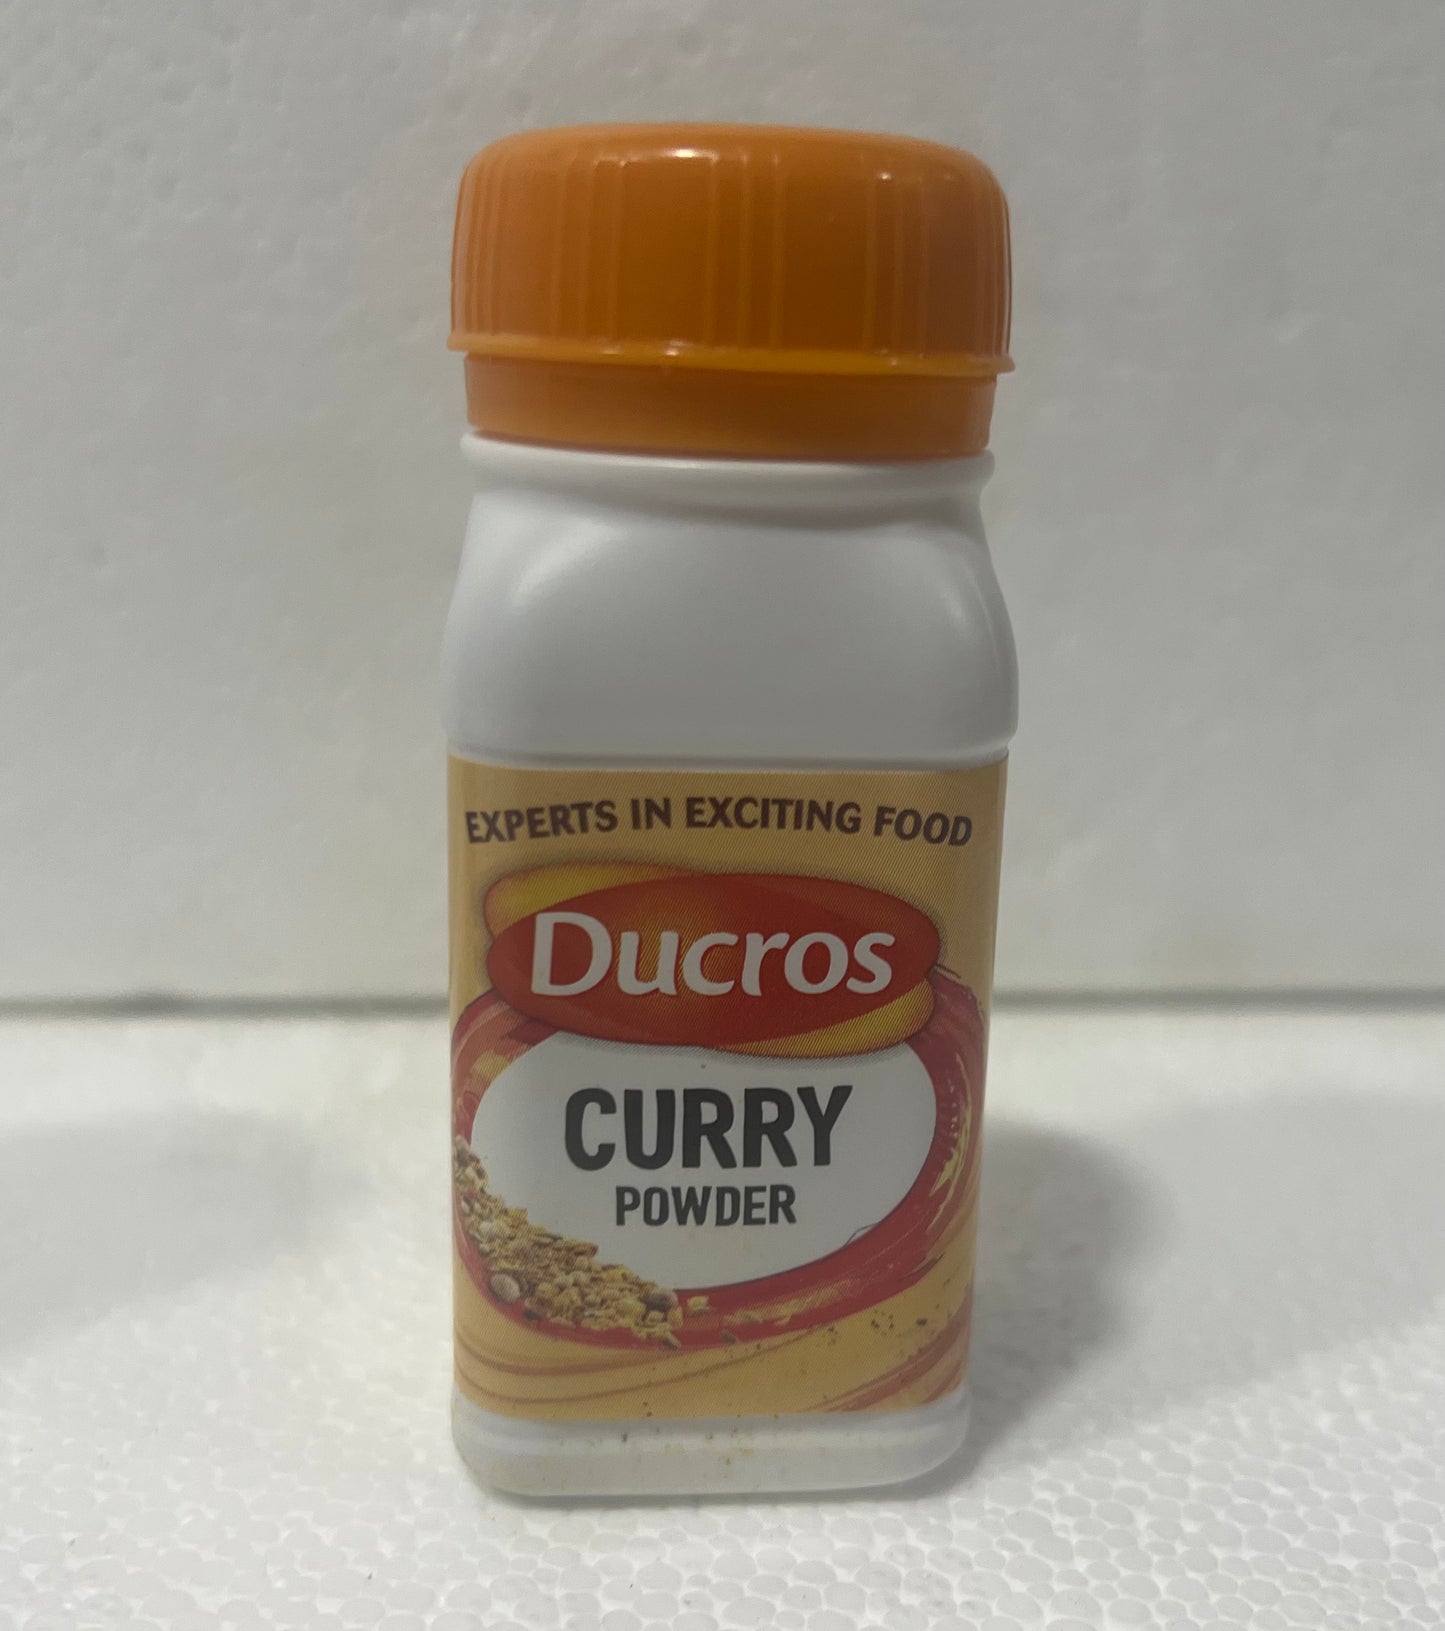 EXPERTS IN EXCITING FOOD
Ducros
CURRY
POWDER